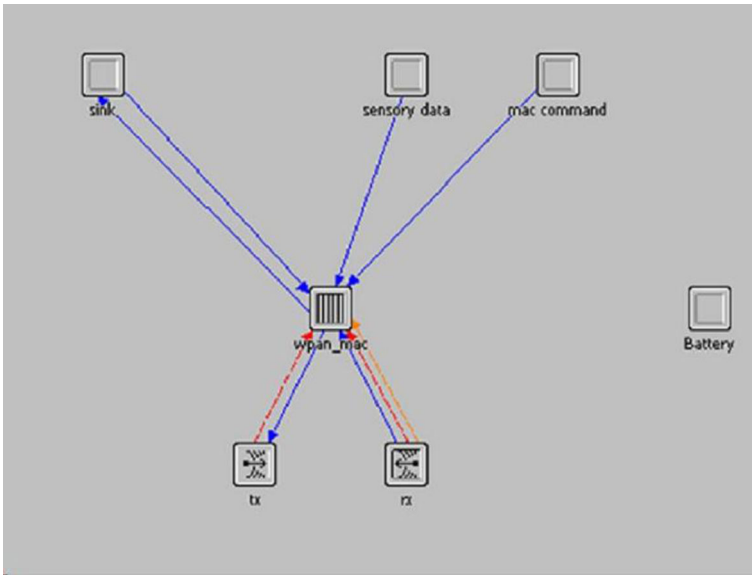 sink
sensory data
mac command
wpan_mac
Battery
tx
rx